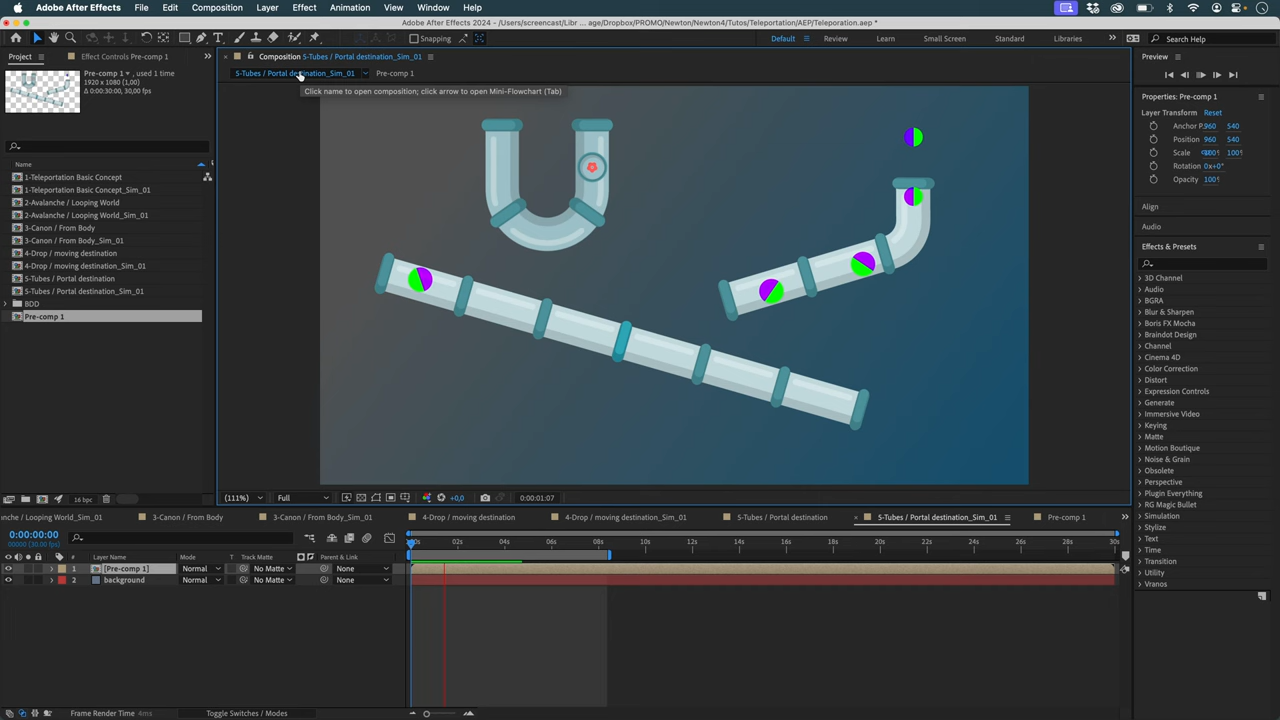 Adobe After Effects File Edit Composition Layer Effect Animation View Window Help
Adobe After Effects 2024 - /Users/screencast/Libr ... age/Dropbox/PROMO/Newton/Newton4/Tutos/Teleportation/AEP/Teleporation.aep *
Snapping Default Review Learn Small Screen Standard Libraries Search Help
Project Effect Controls Pre-comp 1
Composition 5-Tubes / Portal destination_Sim_01
5-Tubes / Portal destination_Sim_01 Pre-comp 1
Click name to open composition; click arrow to open Mini-Flowchart (Tab)
Pre-comp 1 , used 1 time
1920 x 1080 (1,00)
Δ 0:00:30:00, 30,00 fps
Name
1-Teleportation Basic Concept
1-Teleportation Basic Concept_Sim_01
2-Avalanche / Looping World
2-Avalanche / Looping World_Sim_01
3-Canon / From Body
3-Canon / From Body_Sim_01
4-Drop / moving destination
4-Drop / moving destination_Sim_01
5-Tubes / Portal destination
5-Tubes / Portal destination_Sim_01
BDD
Pre-comp 1
16 bpc
(111%) Full +0,0 0:00:01:07
Preview
Properties: Pre-comp 1
Layer Transform Reset
Anchor P. 960 540
Position 960 540
Scale 100% 100%
Rotation 0x+0°
Opacity 100%
Align
Audio
Effects & Presets
3D Channel
Audio
BGRA
Blur & Sharpen
Boris FX Mocha
Braindot Design
Channel
Cinema 4D
Color Correction
Distort
Expression Controls
Generate
Immersive Video
Keying
Matte
Motion Boutique
Noise & Grain
Obsolete
Perspective
Plugin Everything
RG Magic Bullet
Simulation
Stylize
Text
Time
Transition
Utility
Vranos
nche / Looping World_Sim_01 3-Canon / From Body 3-Canon / From Body_Sim_01 4-Drop / moving destination 4-Drop / moving destination_Sim_01 5-Tubes / Portal destination 5-Tubes / Portal destination_Sim_01 Pre-comp 1
0:00:00:00
00000 (30.00 fps)
:00s 02s 04s 06s 08s 10s 12s 14s 16s 18s 20s 22s 24s 26s 28s 30s
# Layer Name Mode T Track Matte Parent & Link
1 [Pre-comp 1] Normal No Matte None
2 background Normal No Matte None
Frame Render Time 4ms Toggle Switches / Modes